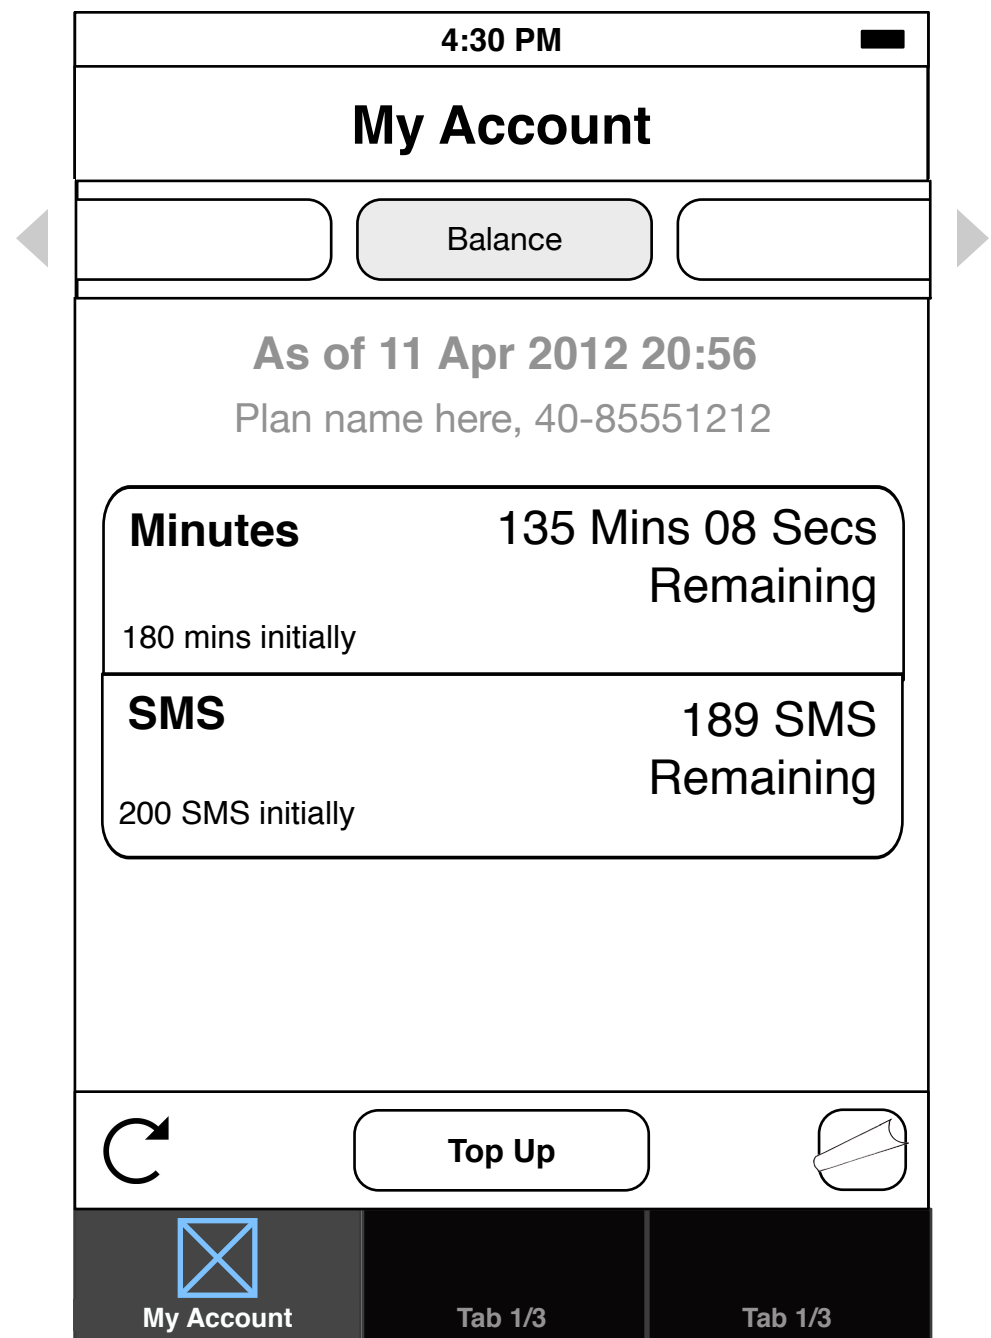 4:30 PM
My Account
Balance
As of 11 Apr 2012 20:56
Plan name here, 40-85551212
Minutes
135 Mins 08 Secs
Remaining
180 mins initially
SMS
189 SMS
Remaining
200 SMS initially
Top Up
My Account
Tab 1/3
Tab 1/3